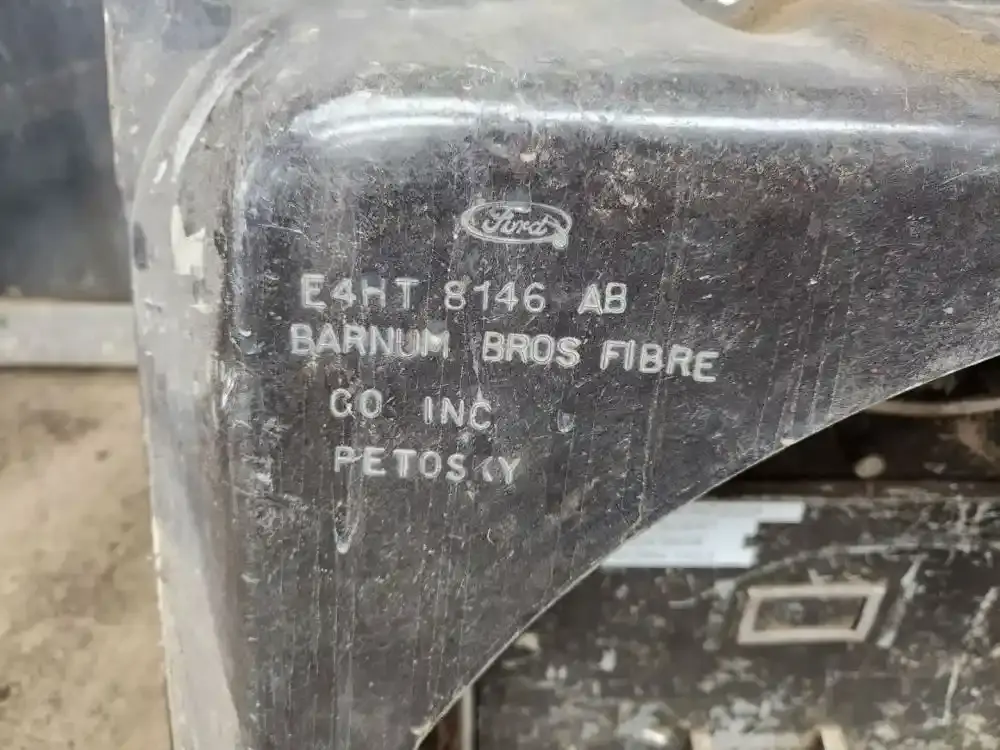 Ford
E4HT 8146 AB
BARNUM BROS FIBRE
CO INC
PETOSKY